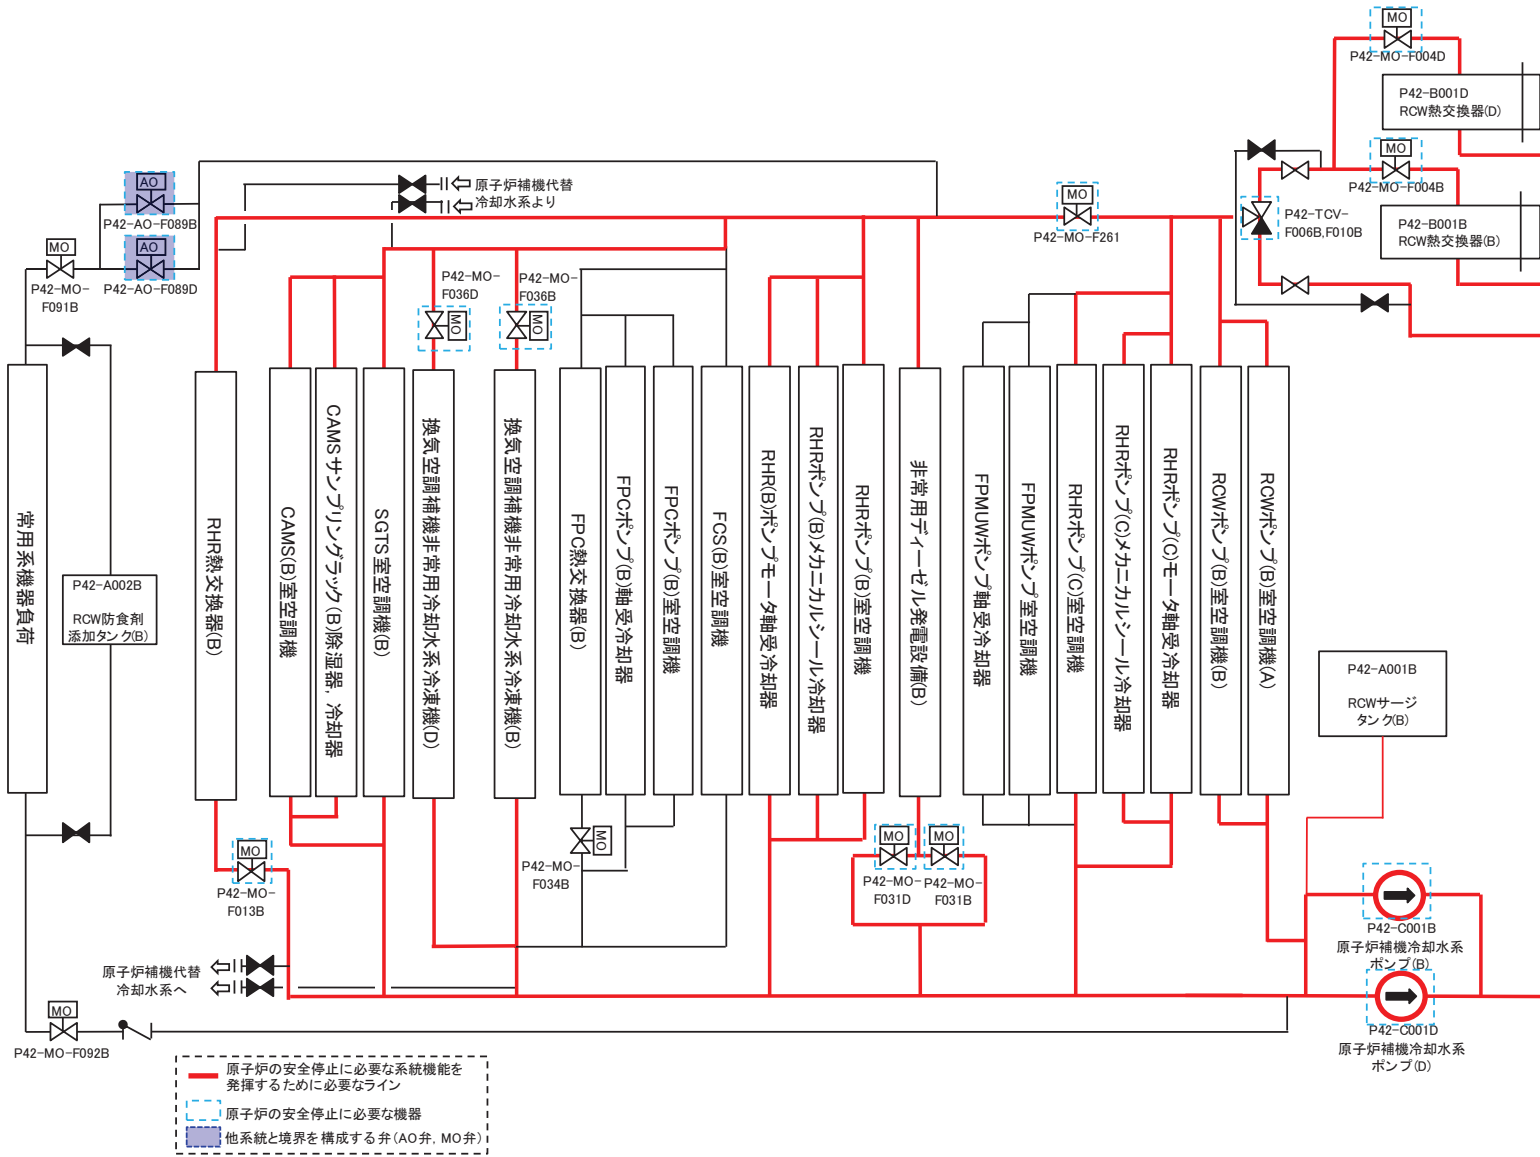 MO
P42-MO-F004D
P42-B001D
RCW熱交換器(D)
MO
P42-MO-F004B
P42-B001B
RCW熱交換器(B)
P42-TCV-
F006B,F010B
MO
P42-MO-F261
原子炉補機代替
冷却水系より
AO
P42-AO-F089B
AO
P42-AO-F089D
MO
P42-MO-
F091B
P42-MO-
F036D
MO
P42-MO-
F036B
MO
常用系機器負荷
P42-A002B
RCW防食剤
添加タンク(B)
RHR熱交換器(B)
CAMS(B)室空調機
CAMSサンプリングラック(B)除湿器, 冷却器
SGTS室空調機(B)
換気空調補機非常用冷却水系冷凍機(D)
換気空調補機非常用冷却水系冷凍機(B)
FPC熱交換器(B)
FPCポンプ(B)軸受冷却器
FPCポンプ(B)室空調機
FCS(B)室空調機
RHR(B)ポンプモータ軸受冷却器
RHRポンプ(B)メカニカルシール冷却器
RHRポンプ(B)室空調機
非常用ディーゼル発電設備(B)
FPMUWポンプ軸受冷却器
FPMUWポンプ室空調機
RHRポンプ(C)室空調機
RHRポンプ(C)メカニカルシール冷却器
RHRポンプ(C)モータ軸受冷却器
RCWポンプ(B)室空調機(B)
RCWポンプ(B)室空調機(A)
P42-A001B
RCWサージ
タンク(B)
MO
P42-MO-
F013B
MO
P42-MO-
F034B
MO
P42-MO-
F031D
MO
P42-MO-
F031B
P42-C001B
原子炉補機冷却水系
ポンプ(B)
P42-C001D
原子炉補機冷却水系
ポンプ(D)
原子炉補機代替
冷却水系へ
MO
P42-MO-F092B
原子炉の安全停止に必要な系統機能を
発揮するために必要なライン
原子炉の安全停止に必要な機器
他系統と境界を構成する弁(AO弁, MO弁)